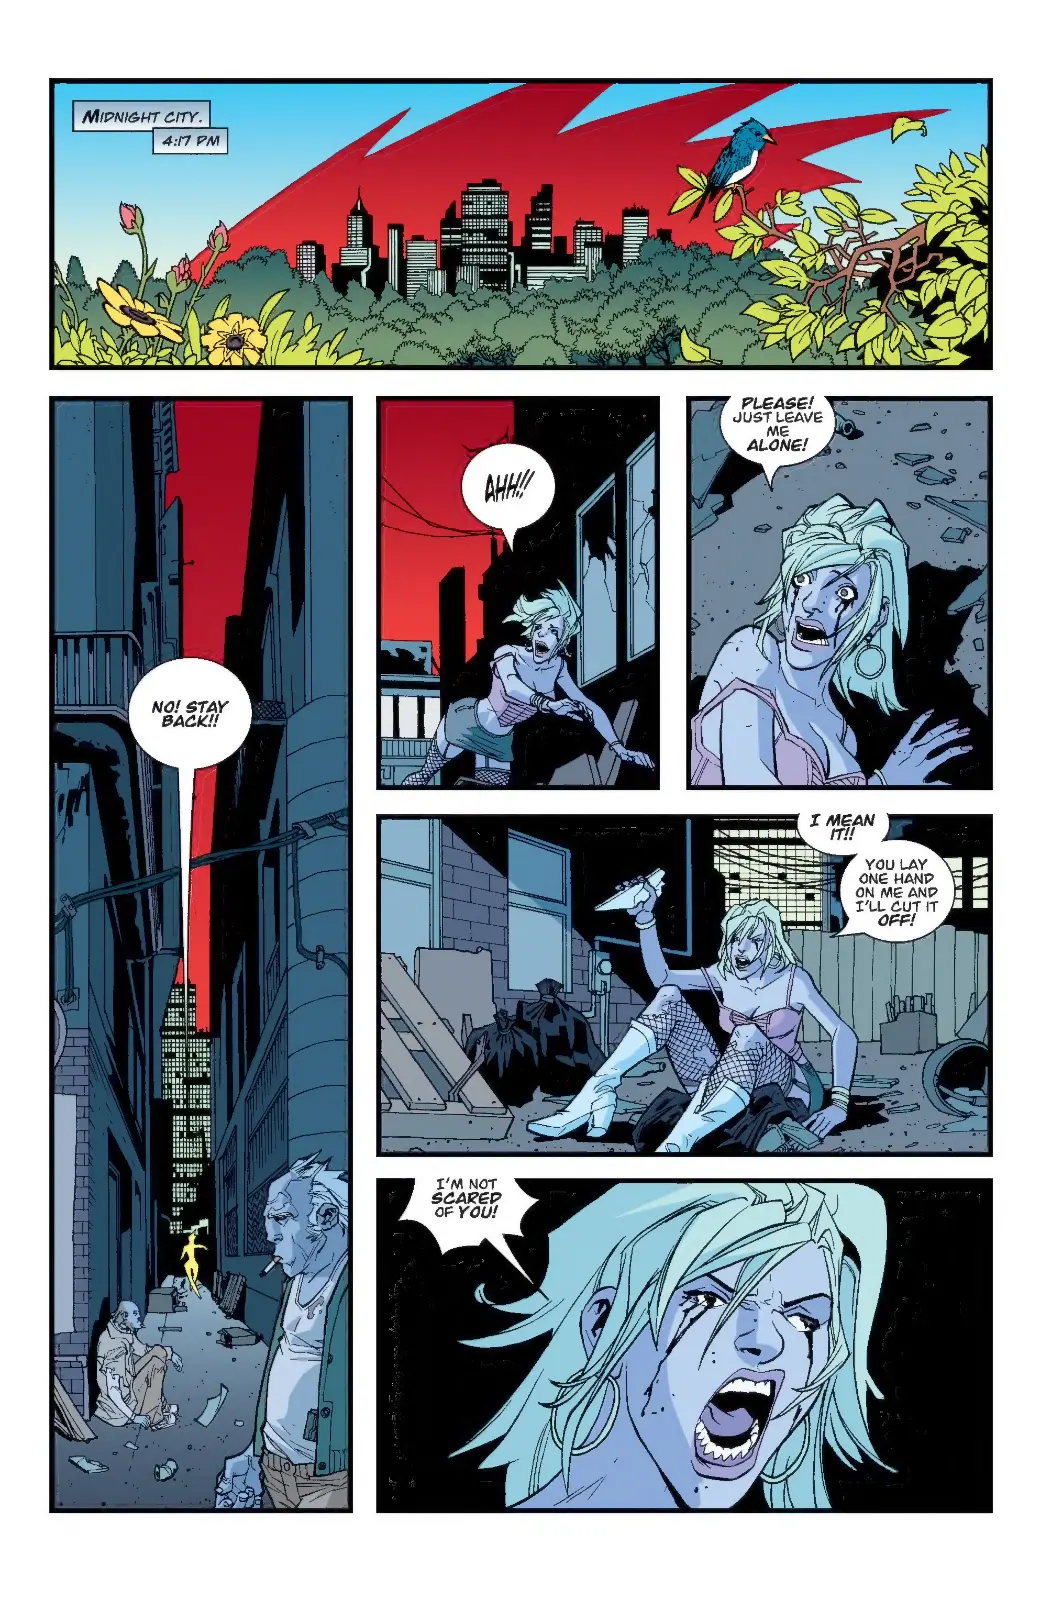 MIDNIGHT CITY.
4:17 PM
NO! STAY
BACK!!
AHH!!
PLEASE!
JUST LEAVE
ME
ALONE!
I MEAN
IT!!
YOU LAY
ONE HAND
ON ME AND
I'LL CUT IT
OFF!
I'M NOT
SCARED
OF YOU!